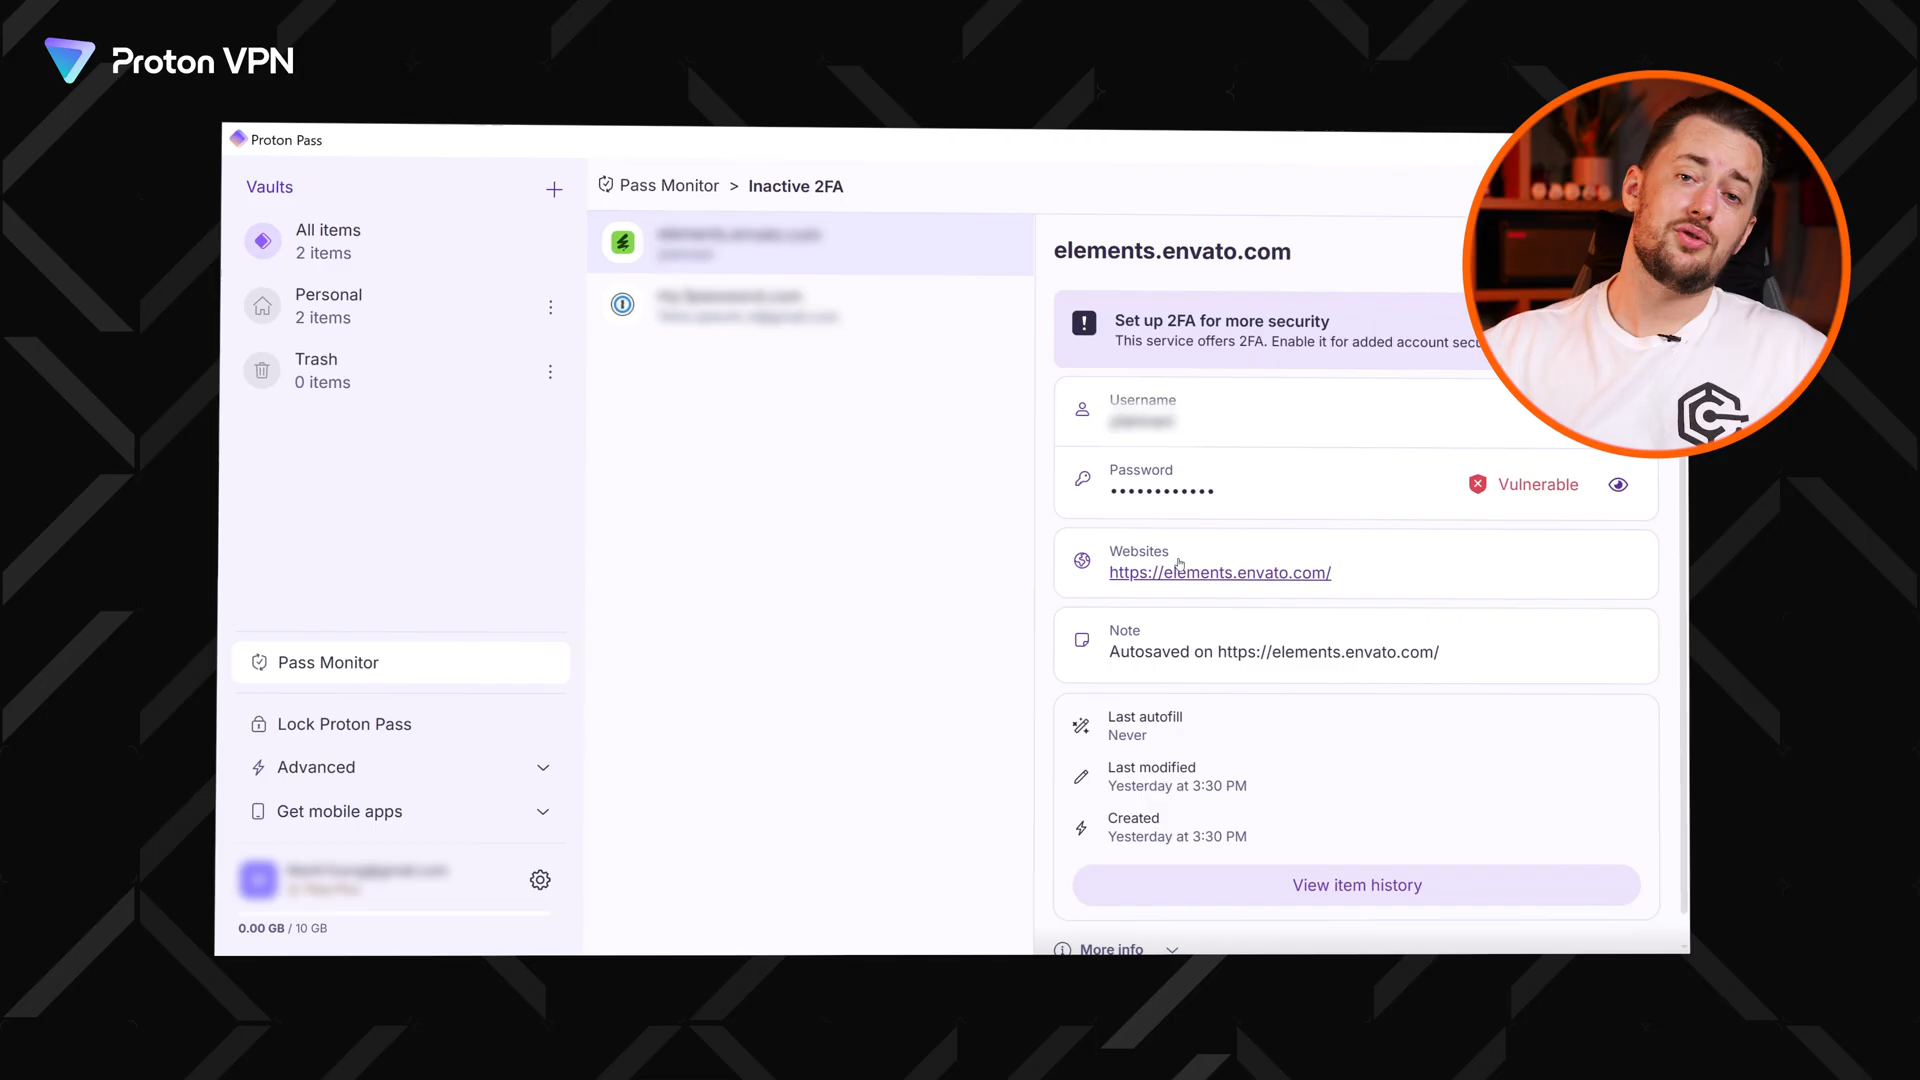 Proton VPN
Proton Pass
Vaults
All items
2 items
Personal
2 items
Trash
0 items
Pass Monitor
Lock Proton Pass
Advanced
Get mobile apps
0.00 GB / 10 GB
Pass Monitor > Inactive 2FA
elements.envato.com
Set up 2FA for more security
This service offers 2FA. Enable it for added account
Username
Password
••••••••••••
Vulnerable
Websites
https://elements.envato.com/
Note
Autosaved on https://elements.envato.com/
Last autofill
Never
Last modified
Yesterday at 3:30 PM
Created
Yesterday at 3:30 PM
View item history
More info